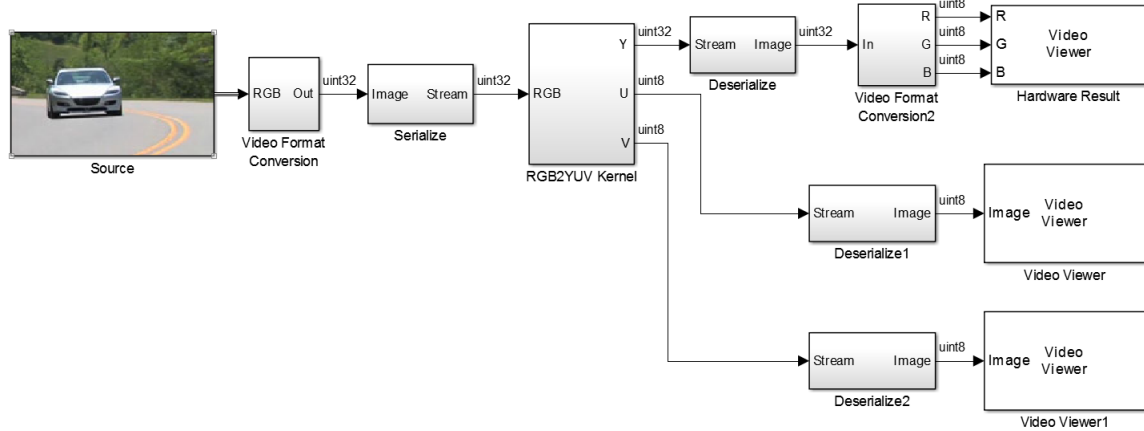 Source
RGB Out
Video Format
Conversion
uint32
Image Stream
Serialize
uint32
RGB
Y
U
V
RGB2YUV Kernel
uint32
uint8
uint8
Stream Image
Deserialize
uint32
In
R
G
B
Video Format
Conversion2
uint8
uint8
uint8
R
G
B
Video
Viewer
Hardware Result
Stream Image
Deserialize1
uint8
Image
Video
Viewer
Video Viewer
Stream Image
Deserialize2
uint8
Image
Video
Viewer
Video Viewer1